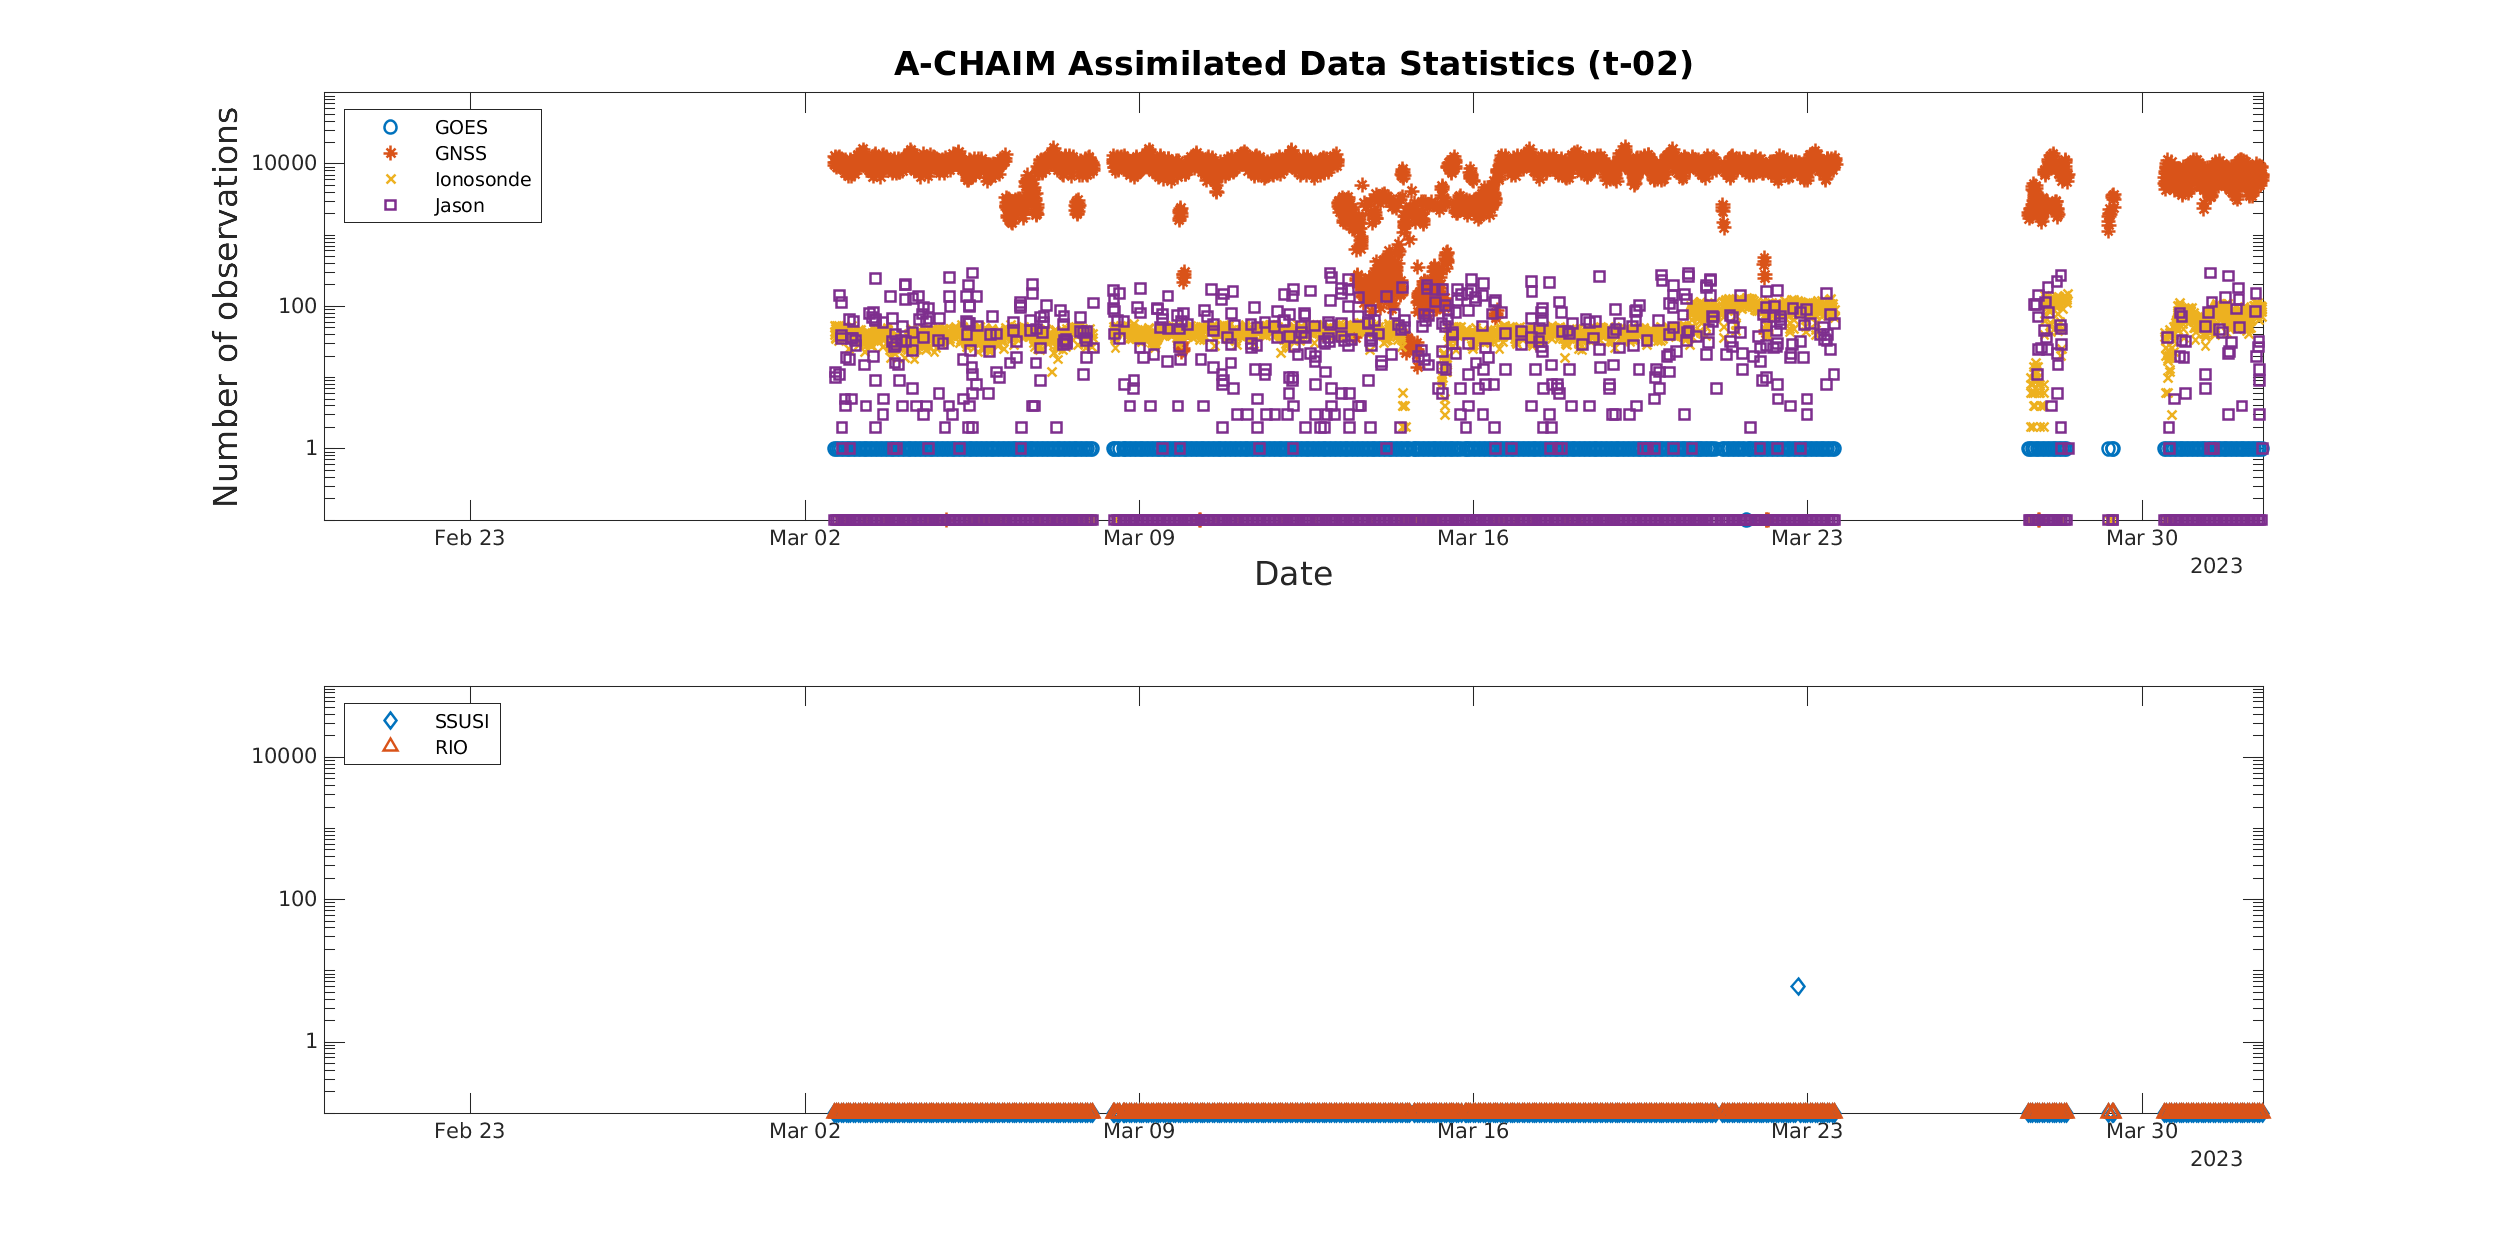 A-CHAIM Assimilated Data Statistics (t-02)
Number of observations
10000
100
1
GOES
GNSS
Ionosonde
Jason
Feb 23
Mar 02
Mar 09
Mar 16
Mar 23
Mar 30
2023
Date
10000
100
1
SSUSI
RIO
Feb 23
Mar 02
Mar 09
Mar 16
Mar 23
Mar 30
2023